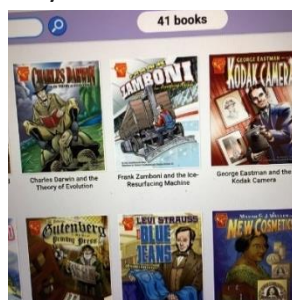 41 books
CHARLES DARWIN
FRANK
ZAMBONI
GEORGE EASTMAN
KODAK CAMERA
Charles Darwin and the
Theory of Evolution
Frank Zamboni and the Ice-
Resurfacing Machine
George Eastman and the
Kodak Camera
Gutenberg
Printing Press
LEVI STRAUSS
BLUE
JEANS
NEW COSMETICS